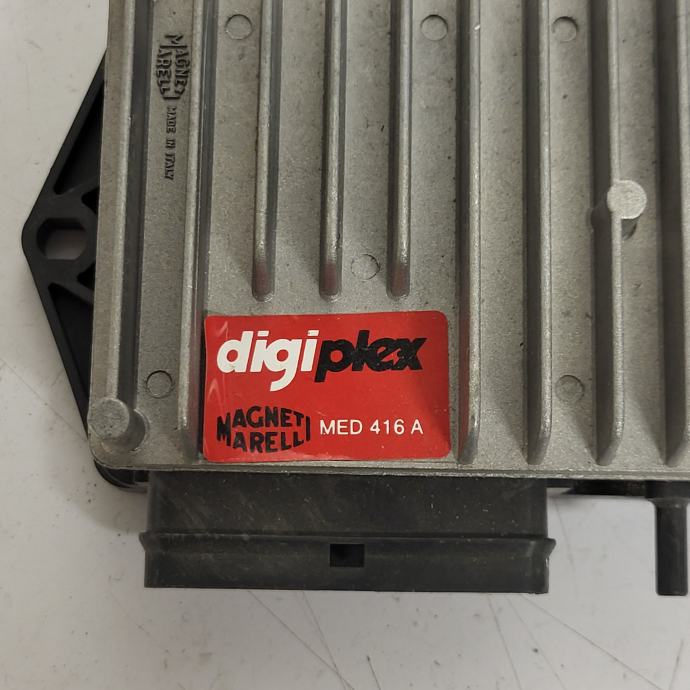 MAGNETI
MARELLI
MADE IN ITALY
digiplex
MAGNETI
MARELLI
MED 416 A